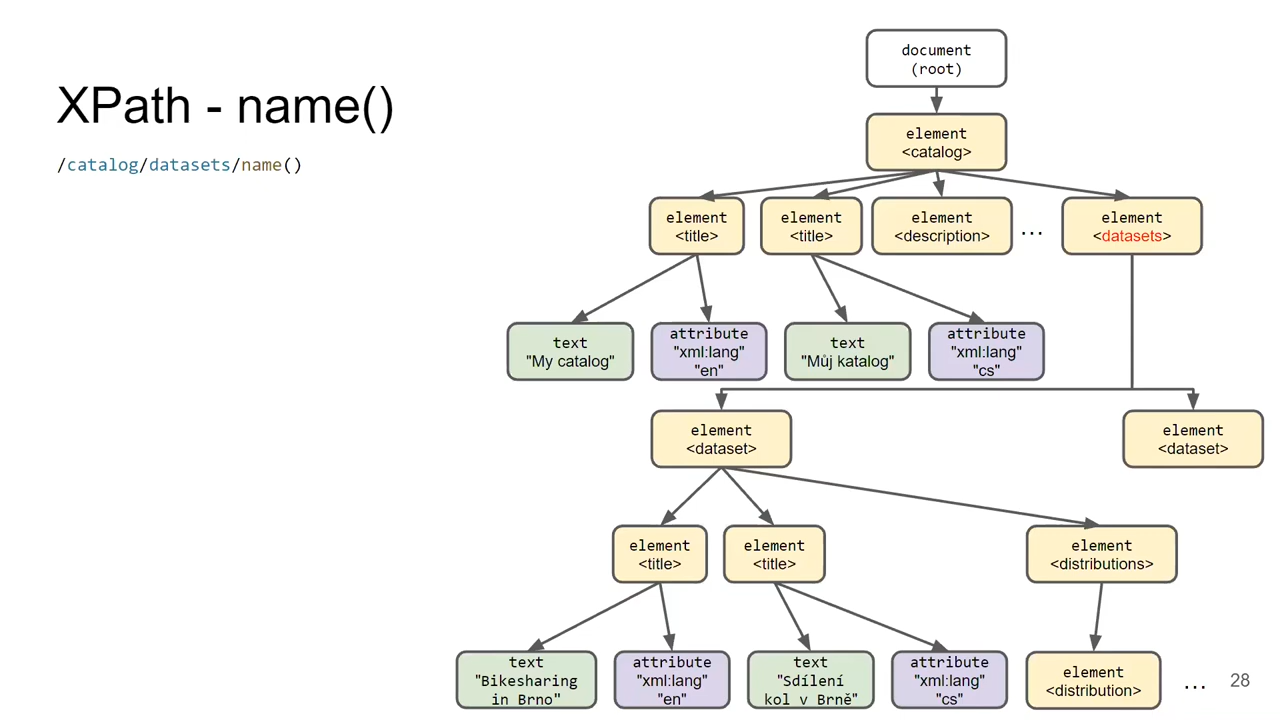 XPath - name()
/catalog/datasets/name()
document
(root)
element
<catalog>
element
<title>
element
<title>
element
<description>
...
element
<datasets>
text
"My catalog"
attribute
"xml:lang"
"en"
text
"Můj katalog"
attribute
"xml:lang"
"cs"
element
<dataset>
element
<dataset>
element
<title>
element
<title>
element
<distributions>
text
"Bikesharing
in Brno"
attribute
"xml:lang"
"en"
text
"Sdílení
kol v Brně"
attribute
"xml:lang"
"cs"
element
<distribution>
...
28